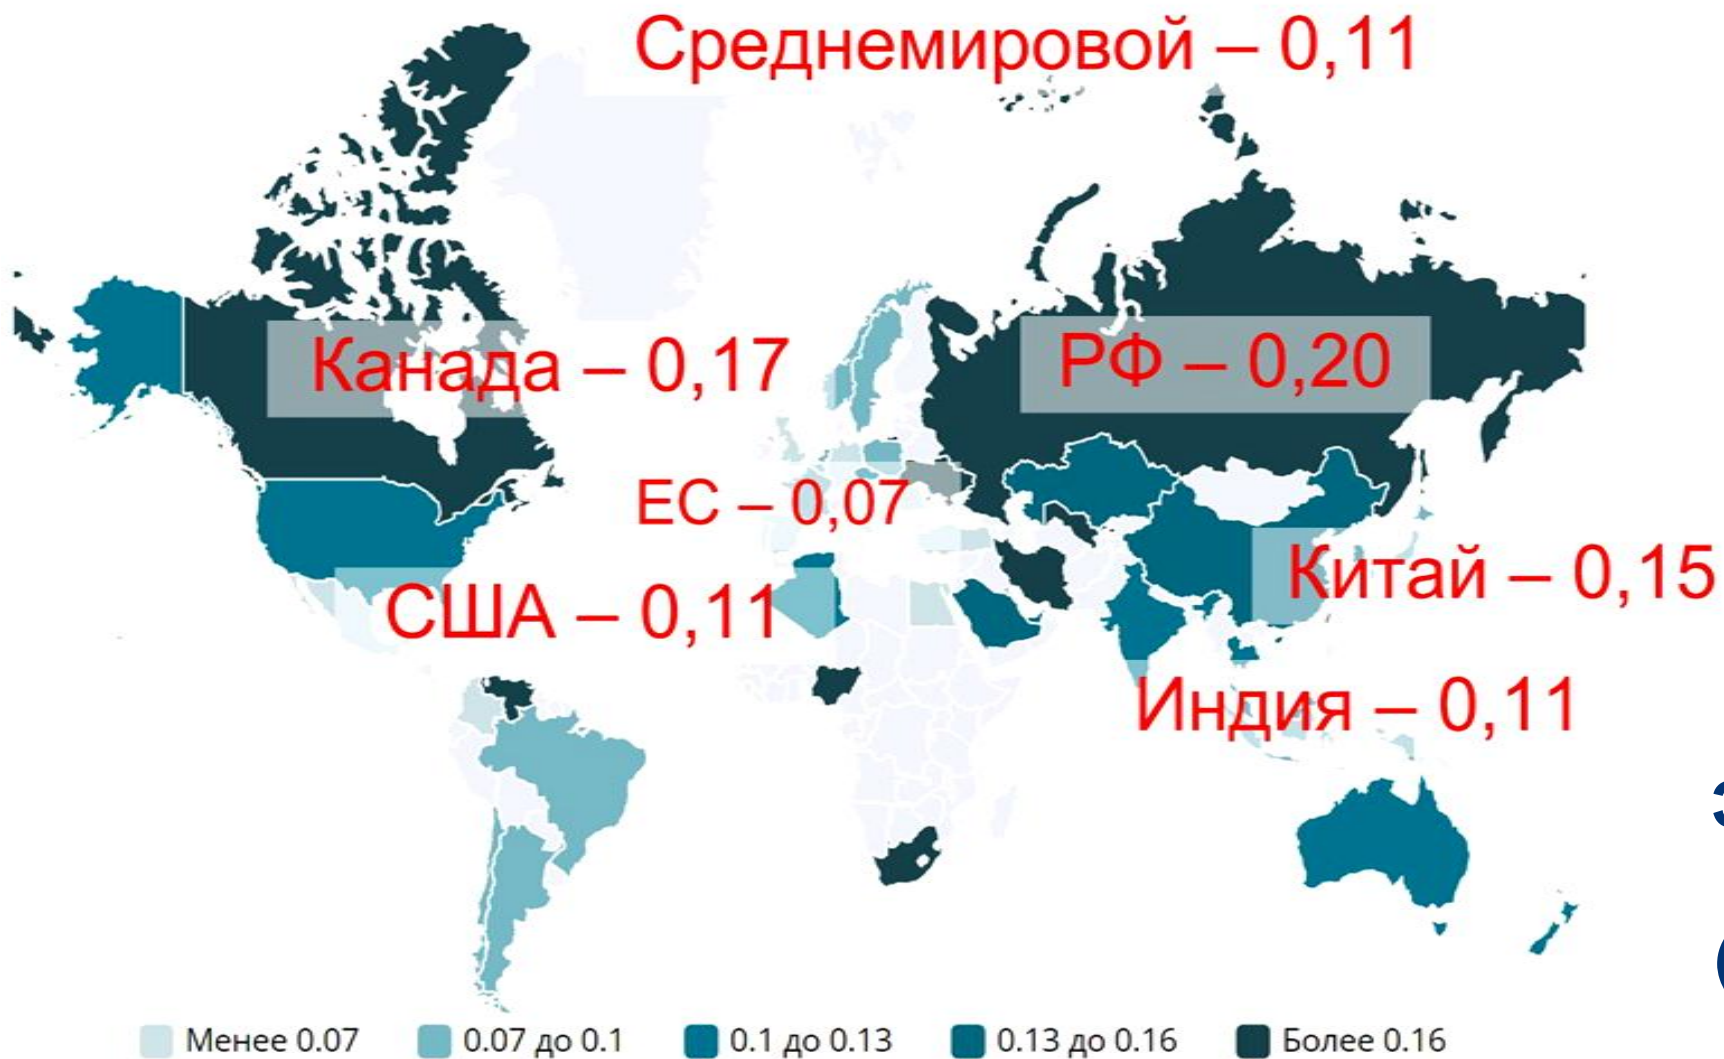 Среднемировой – 0,11
Канада – 0,17
РФ – 0,20
ЕС – 0,07
США – 0,11
Китай – 0,15
Индия – 0,11
Менее 0.07
0.07 до 0.1
0.1 до 0.13
0.13 до 0.16
Более 0.16